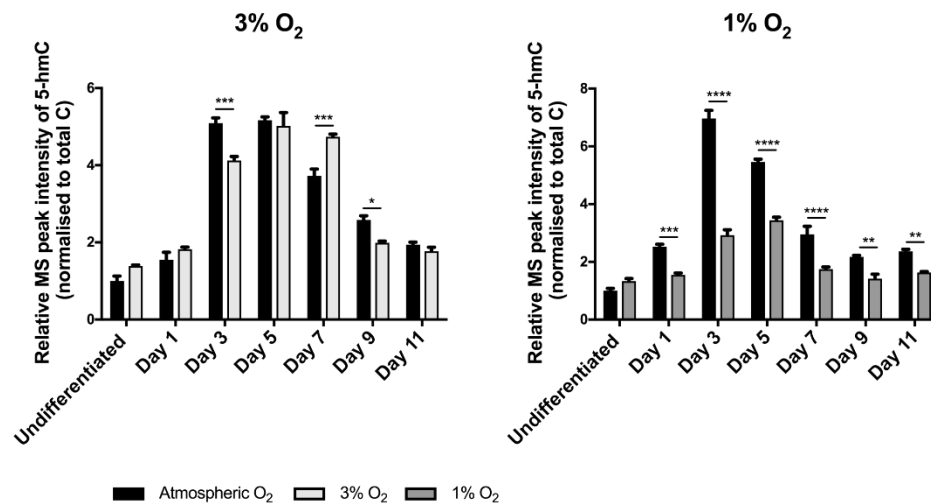 3% O₂
Relative MS peak intensity of 5-hmC
(normalised to total C)
6
4
2
0
***
***
*
Undifferentiated
Day 1
Day 3
Day 5
Day 7
Day 9
Day 11
1% O₂
Relative MS peak intensity of 5-hmC
(normalised to total C)
8
6
4
2
0
***
****
****
****
**
**
Undifferentiated
Day 1
Day 3
Day 5
Day 7
Day 9
Day 11
Atmospheric O₂ 3% O₂ 1% O₂